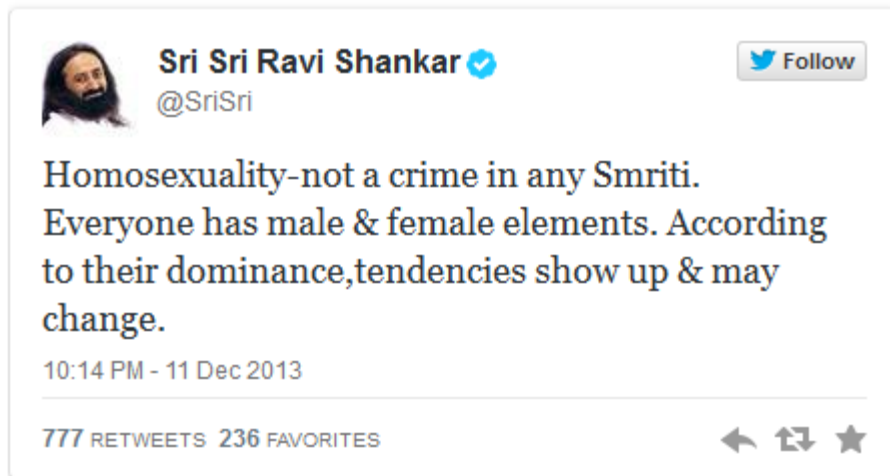 Sri Sri Ravi Shankar
Follow
@SriSri
Homosexuality-not a crime in any Smriti.
Everyone has male & female elements. According
to their dominance,tendencies show up & may
change.
10:14 PM - 11 Dec 2013
777 RETWEETS 236 FAVORITES